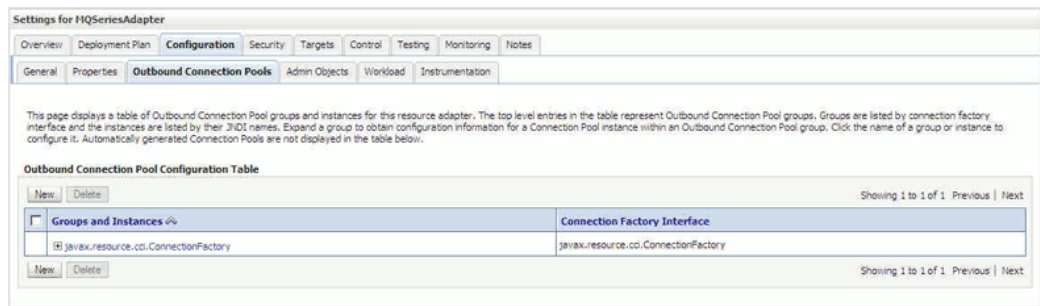 Settings for MQSeriesAdapter
Overview Deployment Plan Configuration Security Targets Control Testing Monitoring Notes
General Properties Outbound Connection Pools Admin Objects Workload Instrumentation
This page displays a table of Outbound Connection Pool groups and instances for this resource adapter. The top level entries in the table represent Outbound Connection Pool groups. Groups are listed by connection factory
interface and the instances are listed by their JNDI names. Expand a group to obtain configuration information for a Connection Pool instance within an Outbound Connection Pool group. Click the name of a group or instance to
configure it. Automatically generated Connection Pools are not displayed in the table below.
Outbound Connection Pool Configuration Table
New Delete Showing 1 to 1 of 1 Previous | Next
Groups and Instances Connection Factory Interface
javax.resource.cci.ConnectionFactory javax.resource.cci.ConnectionFactory
New Delete Showing 1 to 1 of 1 Previous | Next